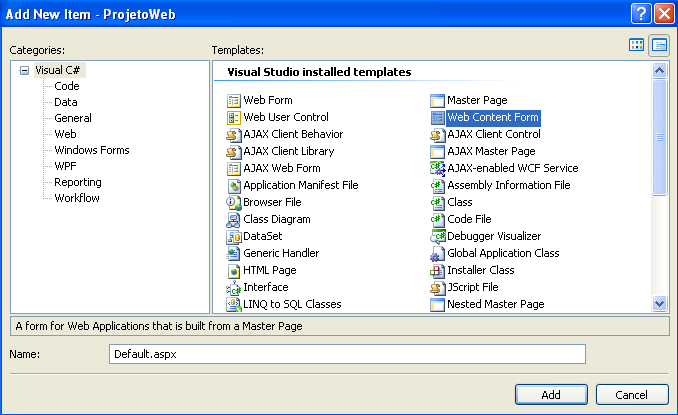 Add New Item - ProjetoWeb
Categories:
Templates:
Visual C#
Code
Data
General
Web
Windows Forms
WPF
Reporting
Workflow
Visual Studio installed templates
Web Form
Master Page
Web User Control
Web Content Form
AJAX Client Behavior
AJAX Client Control
AJAX Client Library
AJAX Master Page
AJAX Web Form
AJAX-enabled WCF Service
Application Manifest File
Assembly Information File
Browser File
Class
Class Diagram
Code File
DataSet
Debugger Visualizer
Generic Handler
Global Application Class
HTML Page
Installer Class
Interface
JScript File
LINQ to SQL Classes
Nested Master Page
A form for Web Applications that is built from a Master Page
Name:
Default.aspx
Add
Cancel